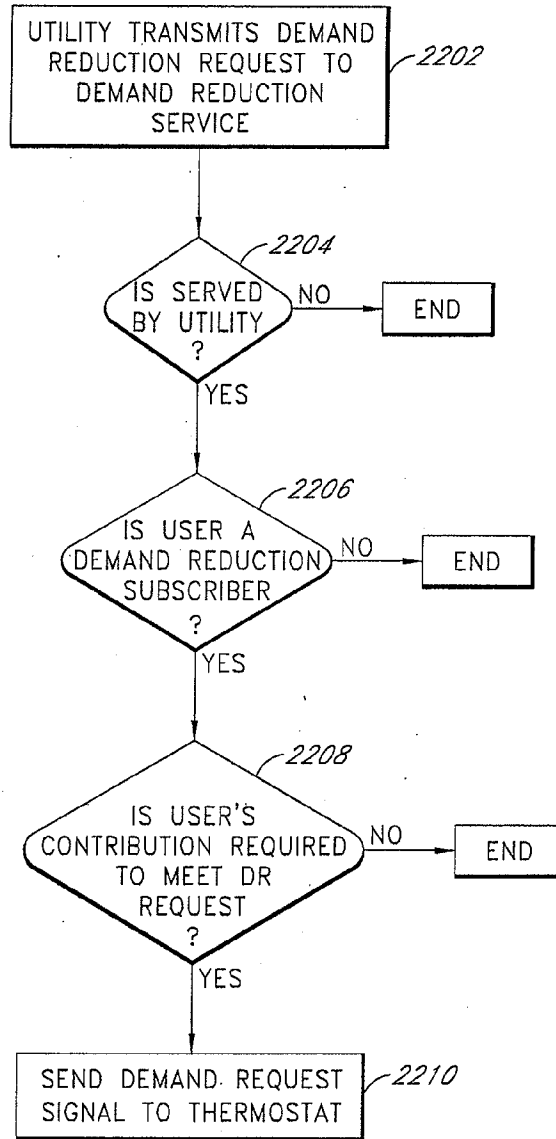 UTILITY TRANSMITS DEMAND
REDUCTION REQUEST TO
DEMAND REDUCTION
SERVICE
2202
2204
IS SERVED
BY UTILITY
?
NO
END
YES
2206
IS USER A
DEMAND REDUCTION
SUBSCRIBER
?
NO
END
YES
2208
IS USER'S
CONTRIBUTION REQUIRED
TO MEET DR
REQUEST
?
NO
END
YES
SEND DEMAND REQUEST
SIGNAL TO THERMOSTAT
2210